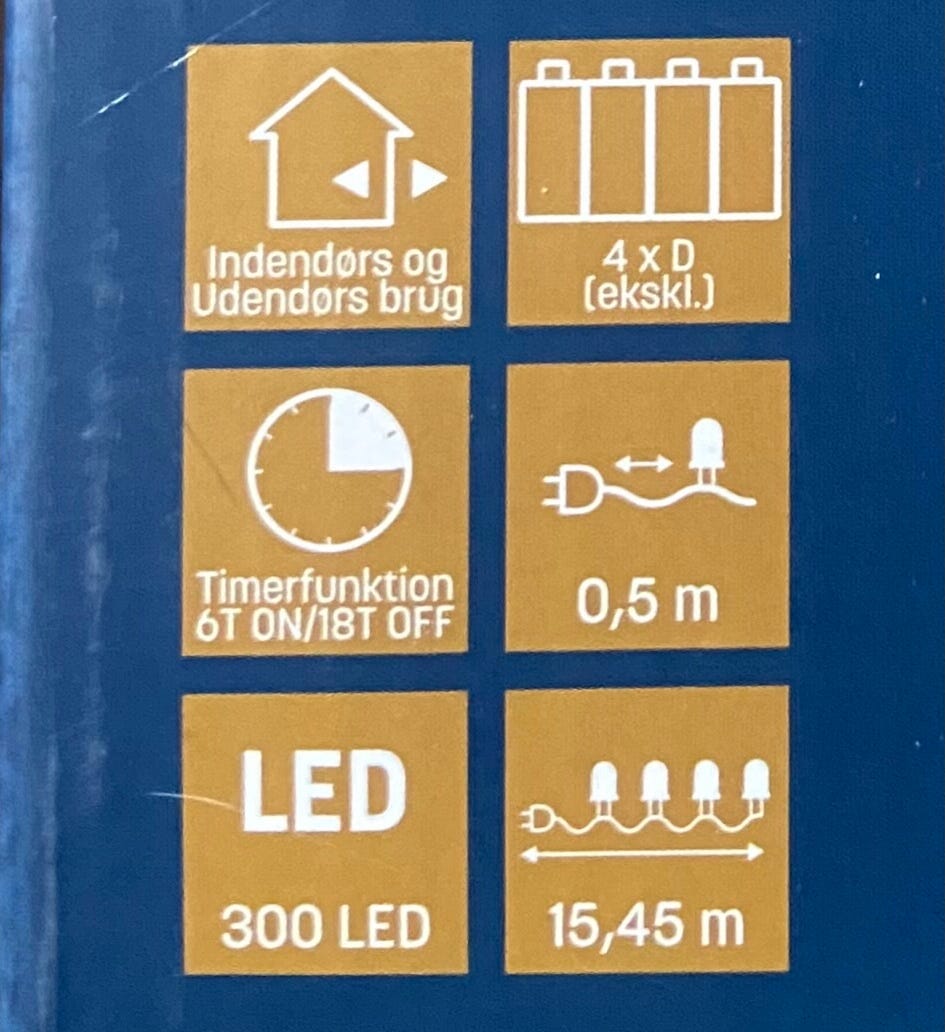 Indendørs og
Udendørs brug
4 x D
(ekskl.)
Timerfunktion
6T ON/18T OFF
0,5 m
LED
300 LED
15,45 m